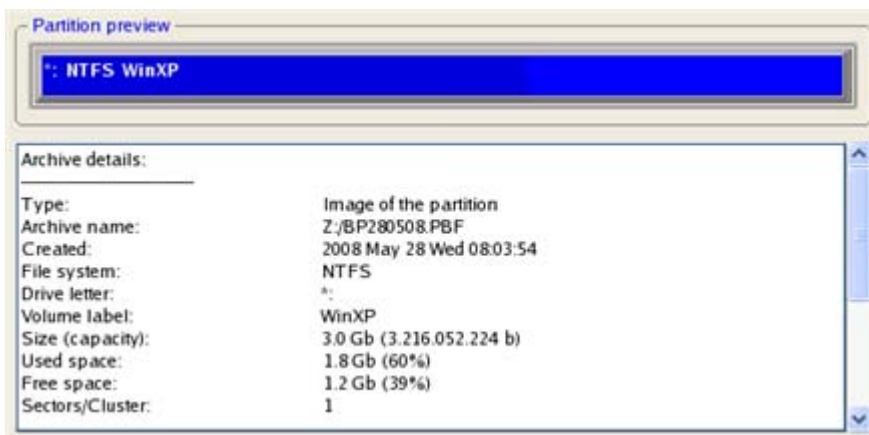 Partition preview
*: NTFS WinXP
Archive details:
Type: Image of the partition
Archive name: Z:/BP280508.PBF
Created: 2008 May 28 Wed 08:03:54
File system: NTFS
Drive letter: *:
Volume label: WinXP
Size (capacity): 3.0 Gb (3.216.052.224 b)
Used space: 1.8 Gb (60%)
Free space: 1.2 Gb (39%)
Sectors/Cluster: 1